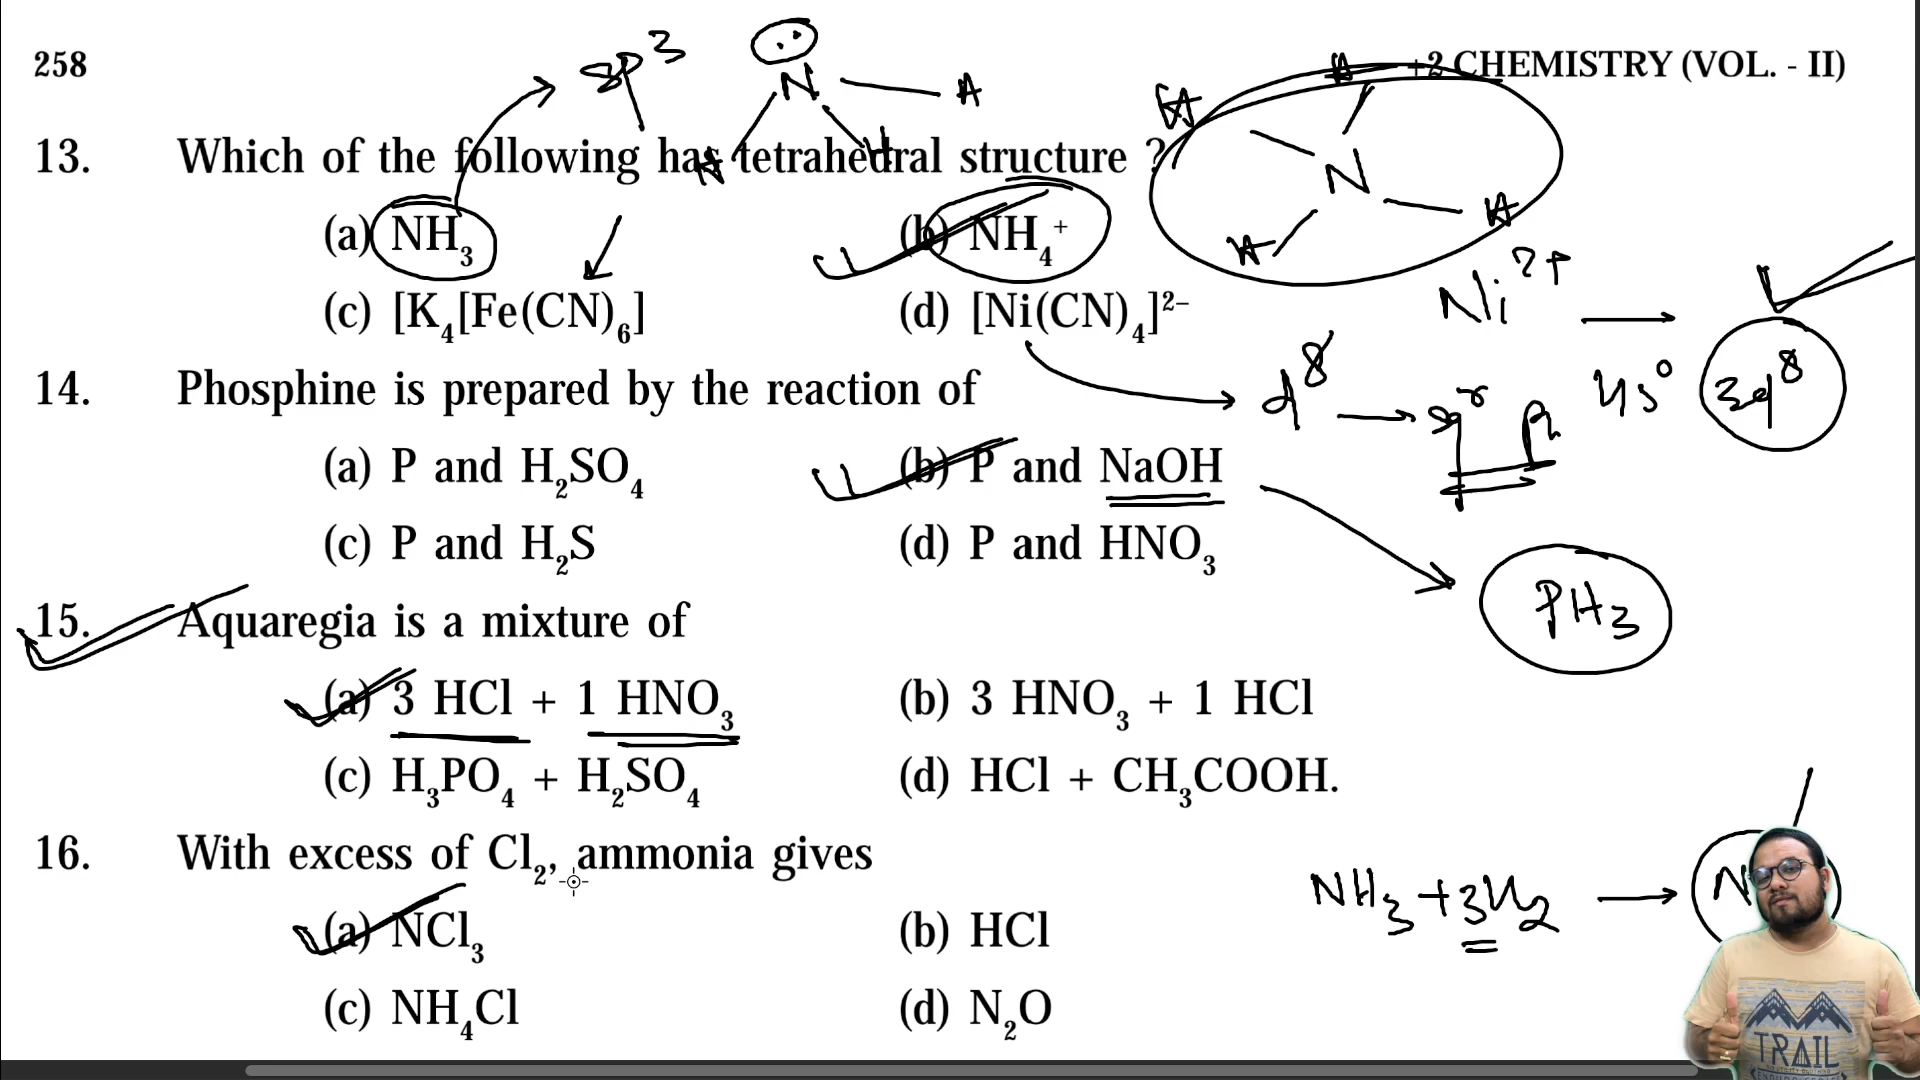 258 +2 CHEMISTRY (VOL. - II)
sp³ N H H H
13. Which of the following has tetrahedral structure ?
N H H H H
(a) NH₃ (b) NH₄⁺
(c) [K₄[Fe(CN)₆] (d) [Ni(CN)₄]²⁻
Ni²⁺ → 4s⁰ 3d⁸
d⁸ →
14. Phosphine is prepared by the reaction of
(a) P and H₂SO₄ (b) P and NaOH
(c) P and H₂S (d) P and HNO₃
PH₃
15. Aquaregia is a mixture of
(a) 3 HCl + 1 HNO₃ (b) 3 HNO₃ + 1 HCl
(c) H₃PO₄ + H₂SO₄ (d) HCl + CH₃COOH.
16. With excess of Cl₂, ammonia gives
NH₃ + 3Cl₂ → N
(a) NCl₃ (b) HCl
(c) NH₄Cl (d) N₂O
TRAIL